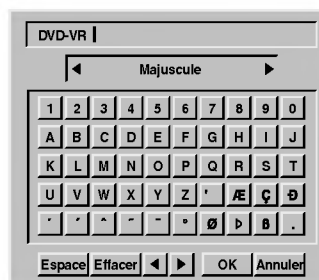 DVD-VR
◀ Majuscule ▶
1 2 3 4 5 6 7 8 9 0
A B C D E F G H I J
K L M N O P Q R S T
U V W X Y Z ' Æ Ç Ð
Ø Þ ß .
Espace Effacer ◀ ▶ OK Annuler